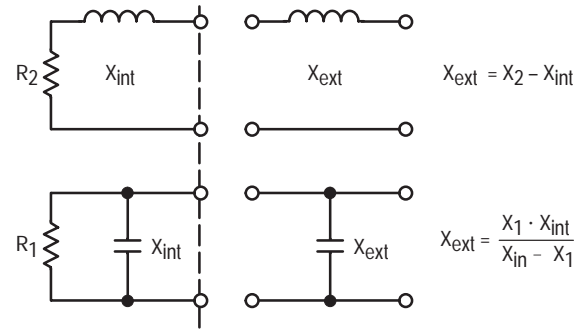 R2 Xint Xext Xext = X2 – Xint
R1 Xint Xext Xext = X1 · Xint
Xin – X1